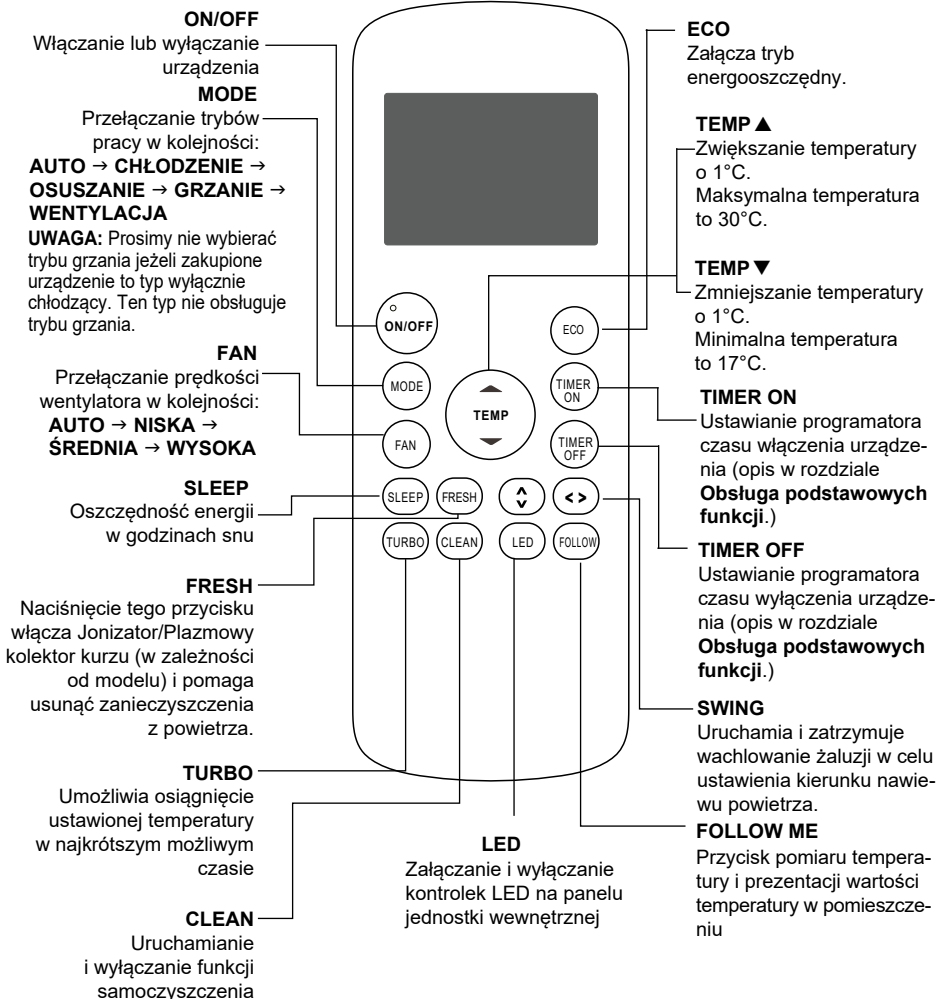 ON/OFF
Włączanie lub wyłączanie
urządzenia
MODE
Przełączanie trybów
pracy w kolejności:
AUTO → CHŁODZENIE →
OSUSZANIE → GRZANIE →
WENTYLACJA
UWAGA: Prosimy nie wybierać
trybu grzania jeżeli zakupione
urządzenie to typ wyłącznie
chłodzący. Ten typ nie obsługuje
trybu grzania.
FAN
Przełączanie prędkości
wentylatora w kolejności:
AUTO → NISKA →
ŚREDNIA → WYSOKA
SLEEP
Oszczędność energii
w godzinach snu
FRESH
Naciśnięcie tego przycisku
włącza Jonizator/Plazmowy
kolektor kurzu (w zależności
od modelu) i pomaga
usunąć zanieczyszczenia
z powietrza.
TURBO
Umożliwia osiągnięcie
ustawionej temperatury
w najkrótszym możliwym
czasie
CLEAN
Uruchamianie
i wyłączanie funkcji
samoczyszczenia
ON/OFF
ECO
MODE
TEMP
TIMER
ON
FAN
TIMER
OFF
SLEEP
FRESH
TURBO
CLEAN
LED
FOLLOW
LED
Załączanie i wyłączanie
kontrolek LED na panelu
jednostki wewnętrznej
ECO
Załącza tryb
energooszczędny.
TEMP ▲
Zwiększanie temperatury
o 1°C.
Maksymalna temperatura
to 30°C.
TEMP ▼
Zmniejszanie temperatury
o 1°C.
Minimalna temperatura
to 17°C.
TIMER ON
Ustawianie programatora
czasu włączenia urządze-
nia (opis w rozdziale
Obsługa podstawowych
funkcji.)
TIMER OFF
Ustawianie programatora
czasu wyłączenia urządze-
nia (opis w rozdziale
Obsługa podstawowych
funkcji.)
SWING
Uruchamia i zatrzymuje
wachlowanie żaluzji w celu
ustawienia kierunku nawie-
wu powietrza.
FOLLOW ME
Przycisk pomiaru tempera-
tury i prezentacji wartości
temperatury w pomieszcze-
niu